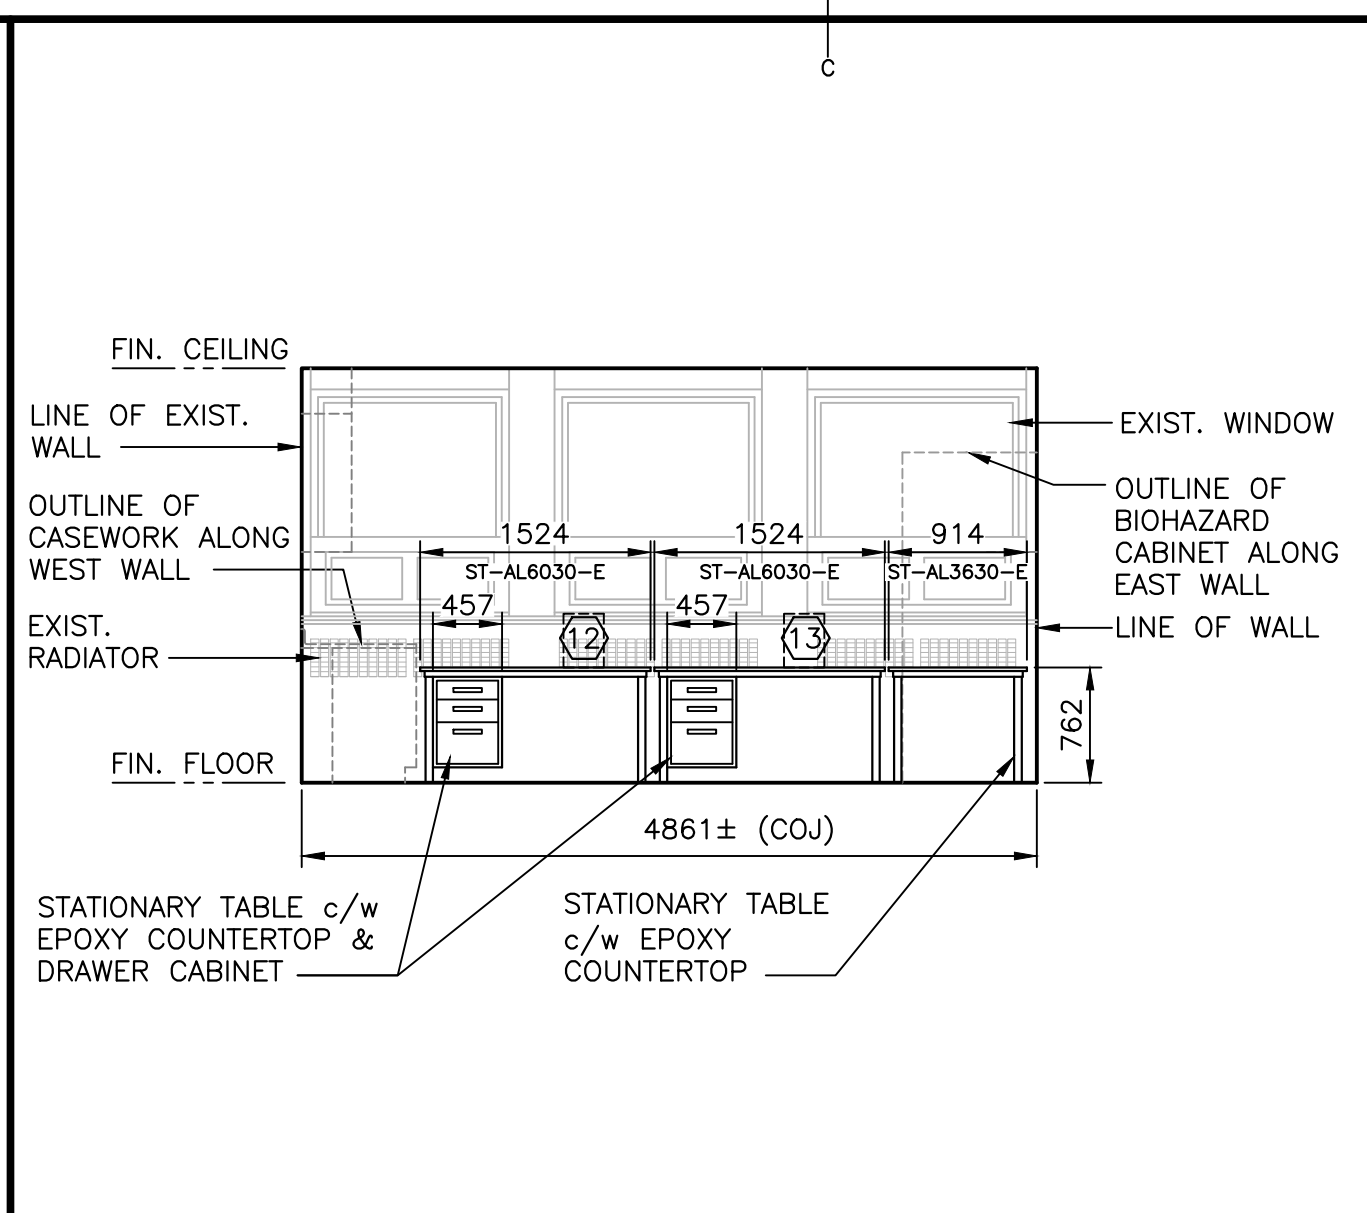 C
FIN. CEILING
LINE OF EXIST.
WALL
EXIST. WINDOW
OUTLINE OF
CASEWORK ALONG
WEST WALL
OUTLINE OF
BIOHAZARD
CABINET ALONG
EAST WALL
1524
1524
914
ST-AL6030-E
ST-AL6030-E
ST-AL3630-E
457
457
EXIST.
RADIATOR
12
13
LINE OF WALL
762
FIN. FLOOR
4861± (COJ)
STATIONARY TABLE c/w
EPOXY COUNTERTOP &
DRAWER CABINET
STATIONARY TABLE
c/w EPOXY
COUNTERTOP